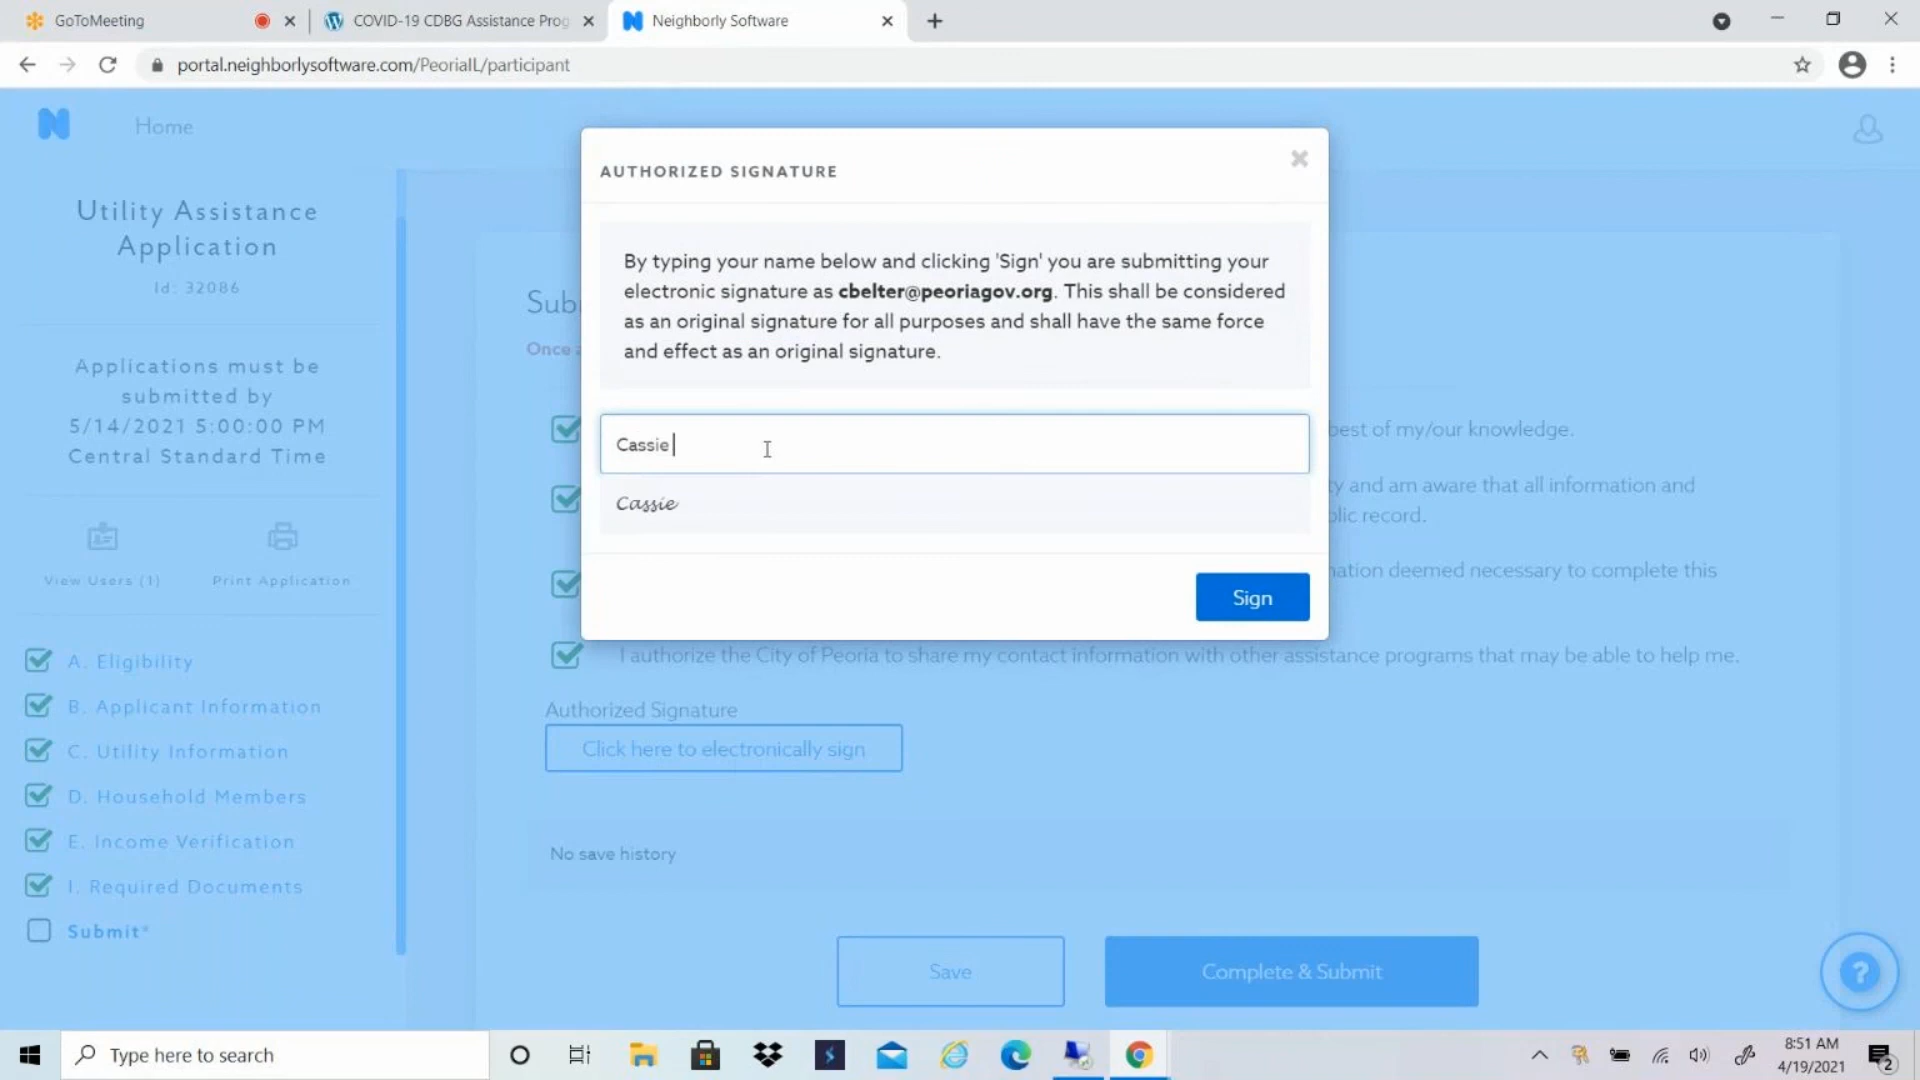 GoToMeeting
COVID-19 CDBG Assistance Prog
Neighborly Software
portal.neighborlysoftware.com/PeoriaIL/participant
Home
Utility Assistance
Application
Id: 32086
Applications must be
submitted by
5/14/2021 5:00:00 PM
Central Standard Time
View Users (1)
Print Application
A. Eligibility
B. Applicant Information
C. Utility Information
D. Household Members
E. Income Verification
I. Required Documents
Submit*
AUTHORIZED SIGNATURE
By typing your name below and clicking 'Sign' you are submitting your
electronic signature as cbelter@peoriagov.org. This shall be considered
as an original signature for all purposes and shall have the same force
and effect as an original signature.
Cassie
Cassie
Sign
Sub
Once
best of my/our knowledge.
ty and am aware that all information and
blic record.
mation deemed necessary to complete this
I authorize the City of Peoria to share my contact information with other assistance programs that may be able to help me.
Authorized Signature
Click here to electronically sign
No save history
Save
Complete & Submit
?
Type here to search
8:51 AM
4/19/2021
2